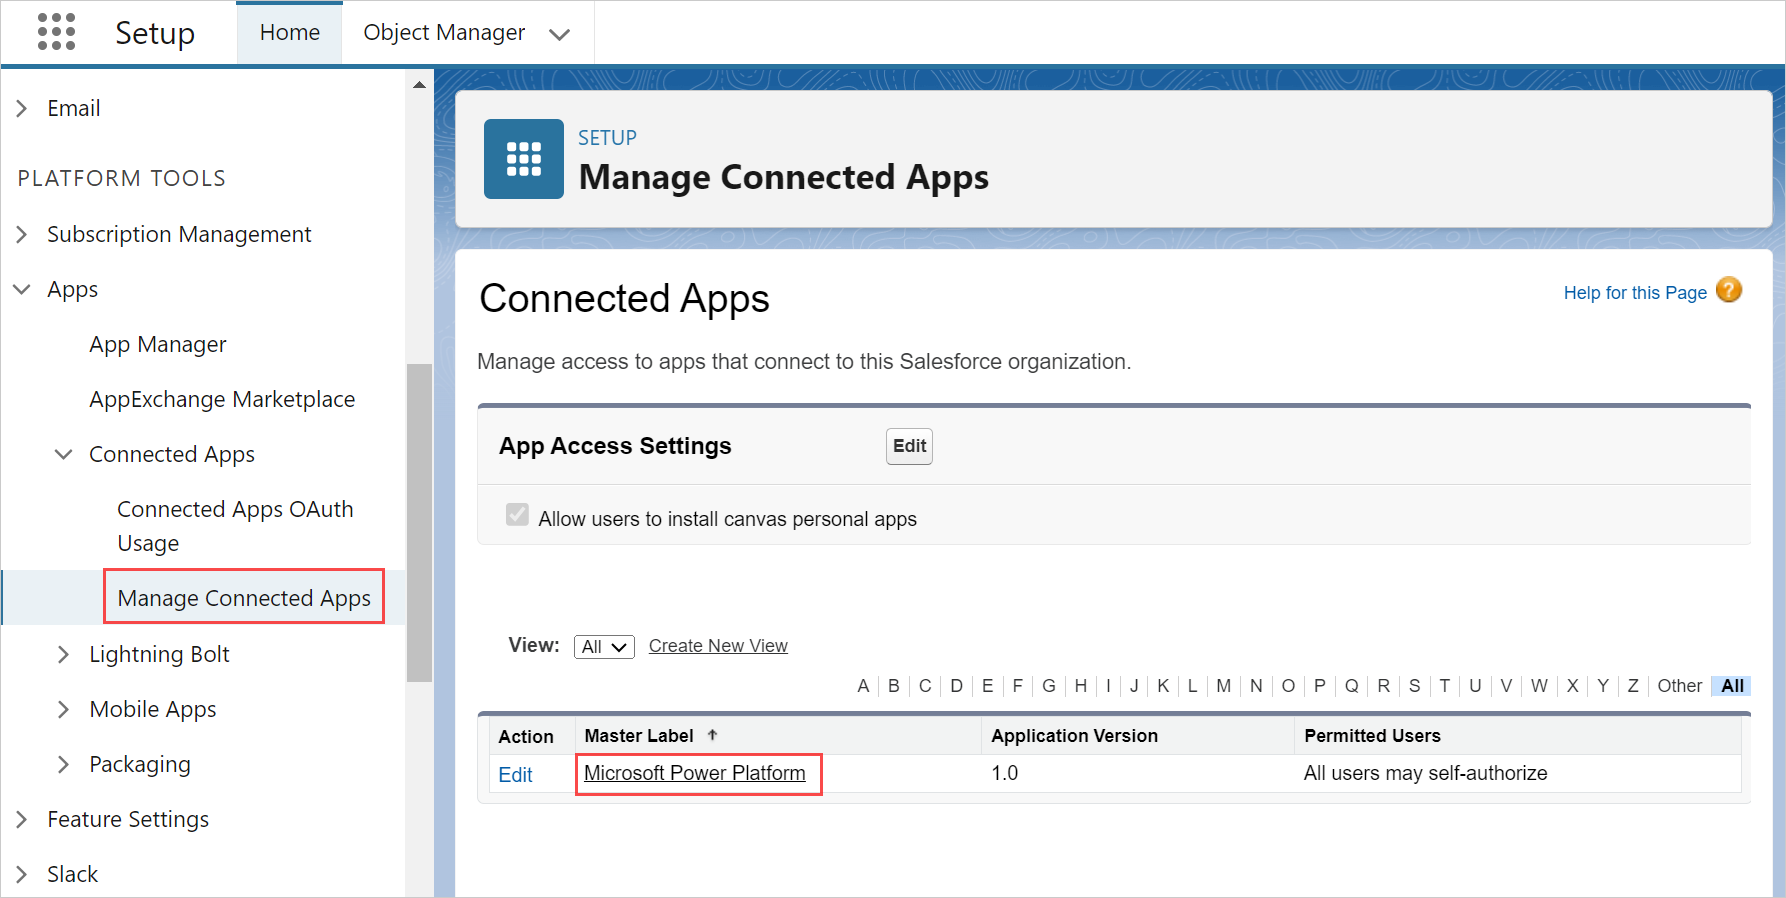 Setup
Home
Object Manager
Email
PLATFORM TOOLS
Subscription Management
Apps
App Manager
AppExchange Marketplace
Connected Apps
Connected Apps OAuth
Usage
Manage Connected Apps
Lightning Bolt
Mobile Apps
Packaging
Feature Settings
Slack
SETUP
Manage Connected Apps
Connected Apps
Help for this Page ?
Manage access to apps that connect to this Salesforce organization.
App Access Settings
Edit
Allow users to install canvas personal apps
View: All Create New View
A B C D E F G H I J K L M N O P Q R S T U V W X Y Z Other All
Action Master Label ↑ Application Version Permitted Users
Edit Microsoft Power Platform 1.0 All users may self-authorize